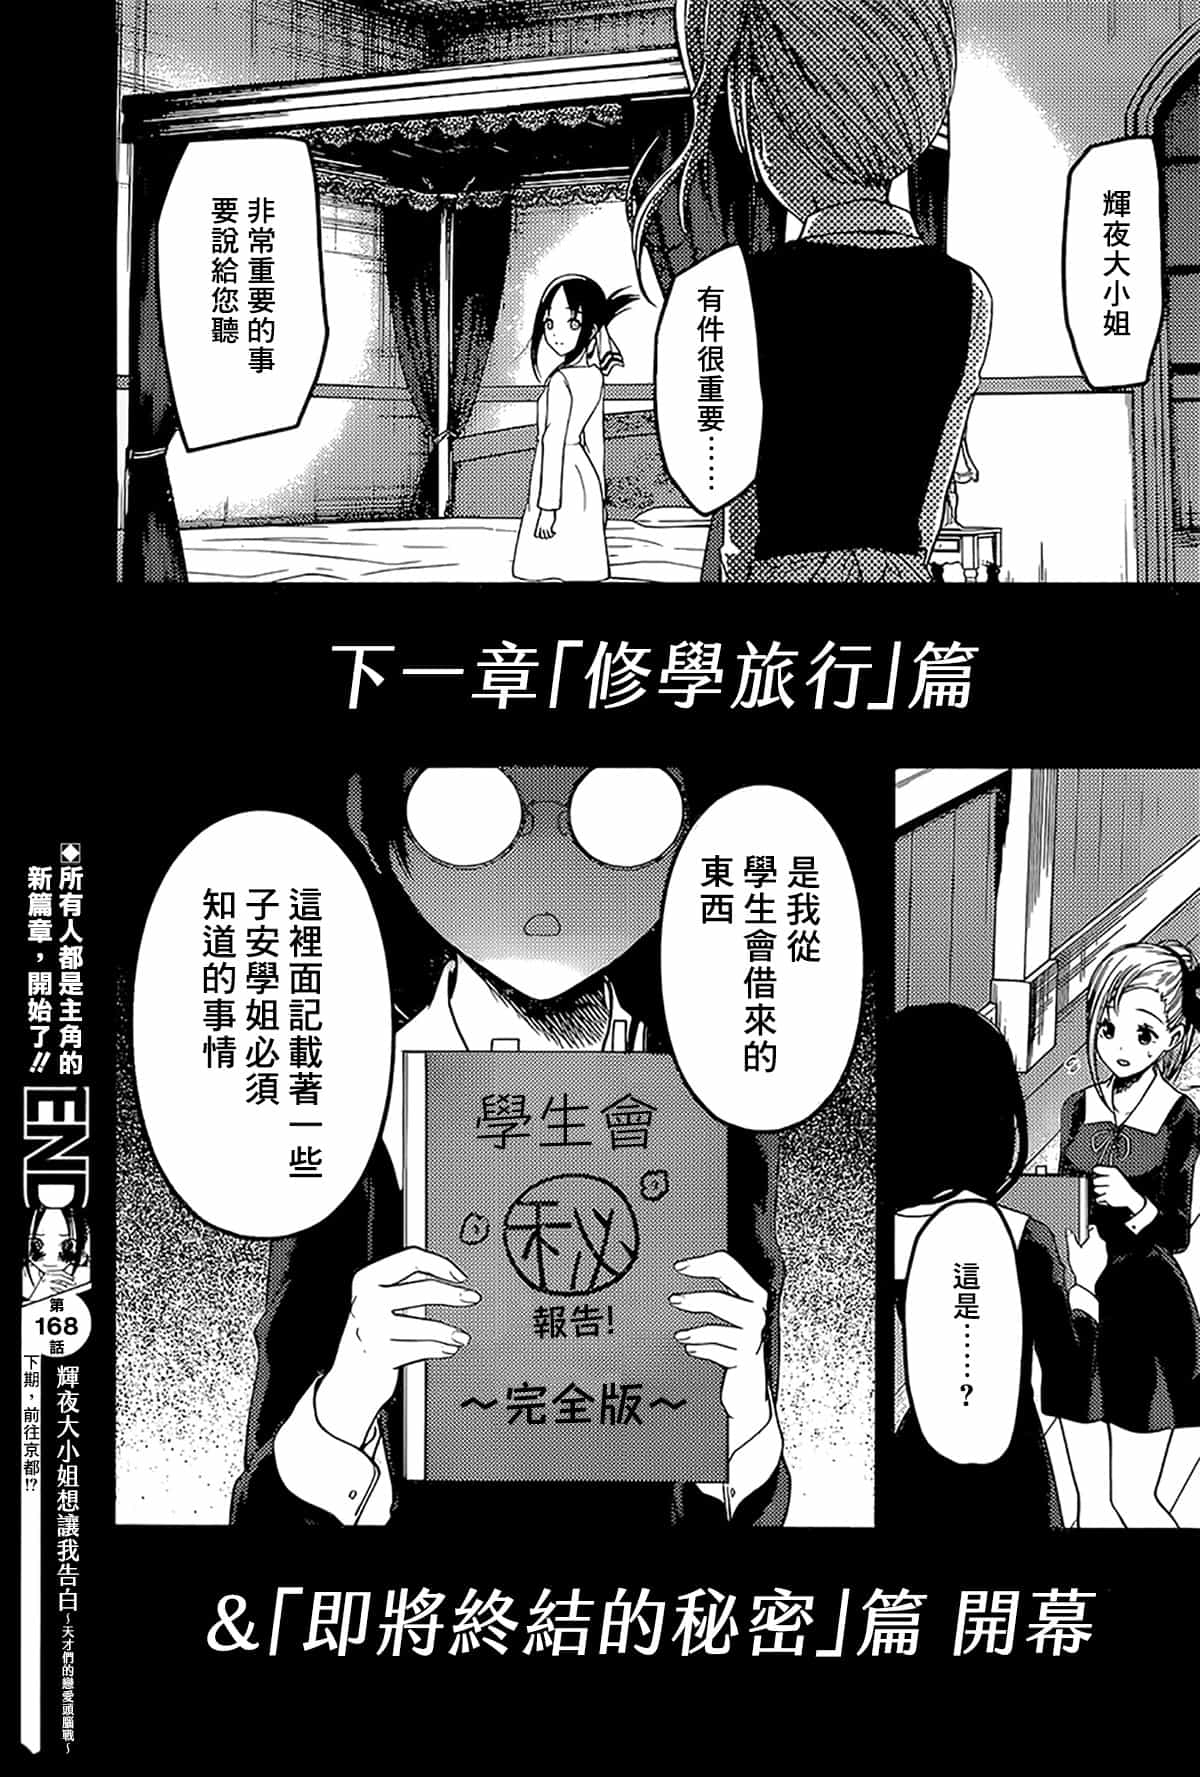 輝夜大小姐
有件很重要……
非常重要的事
要說給您聽
下一章「修學旅行」篇
這是……?
是我從
學生會借來的
東西
這裡面記載著一些
子安學姐必須
知道的事情
學生會
秘
報告!
～完全版～
&「即將終結的秘密」篇 開幕
◆所有人都是主角的
新篇章，開始了!!
END
第
168
話
輝夜大小姐想讓我告白~天才們的戀愛頭腦戰~
下期，前往京都!?